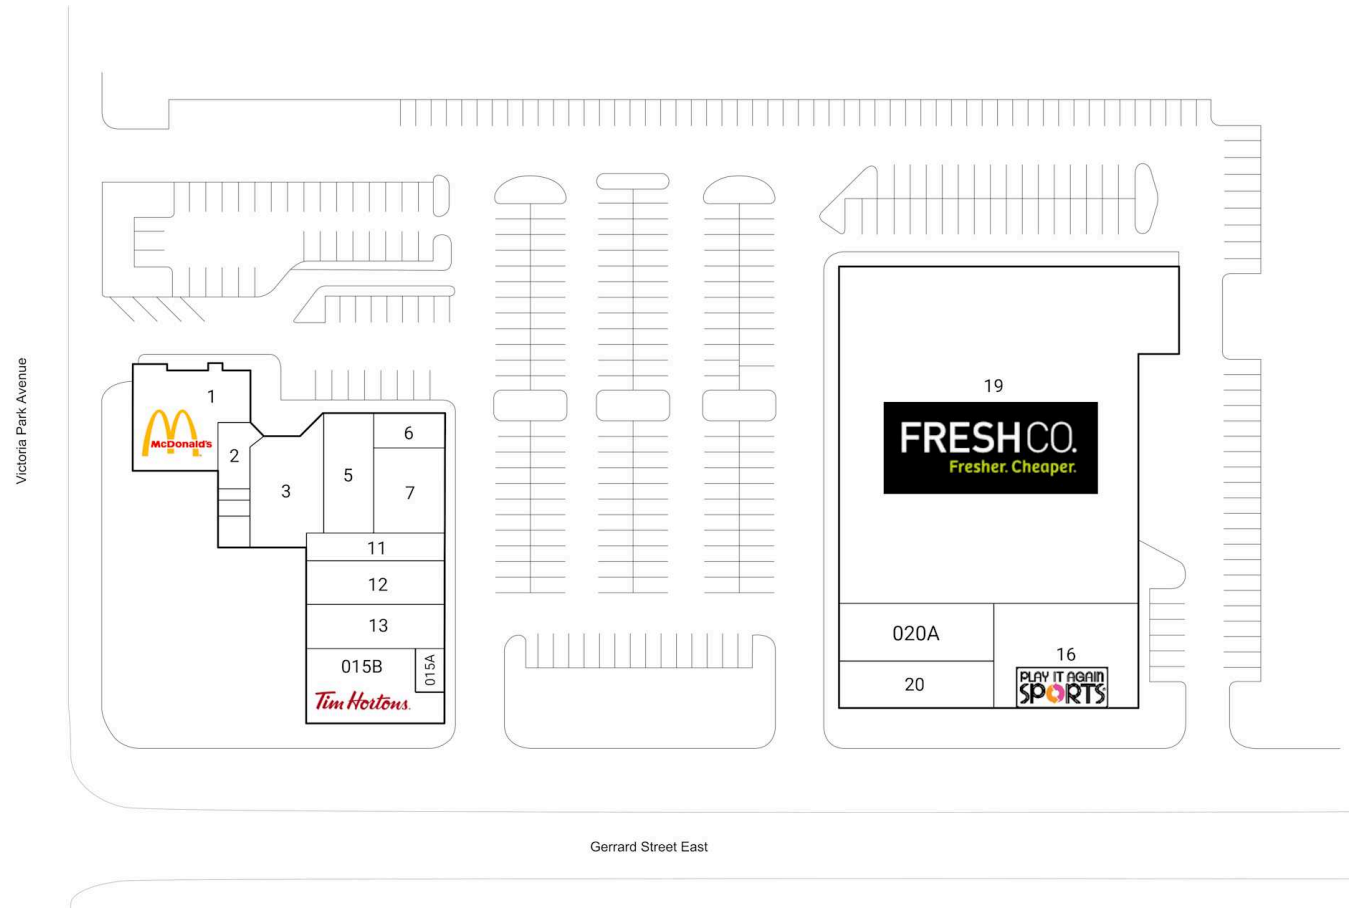 Victoria Park Avenue
1
McDonald's
2
3
5
6
7
11
12
13
015B
015A
Tim Hortons.
19
FRESHCO.
Fresher. Cheaper.
020A
20
16
PLAY IT AGAIN
SPORTS
Gerrard Street East